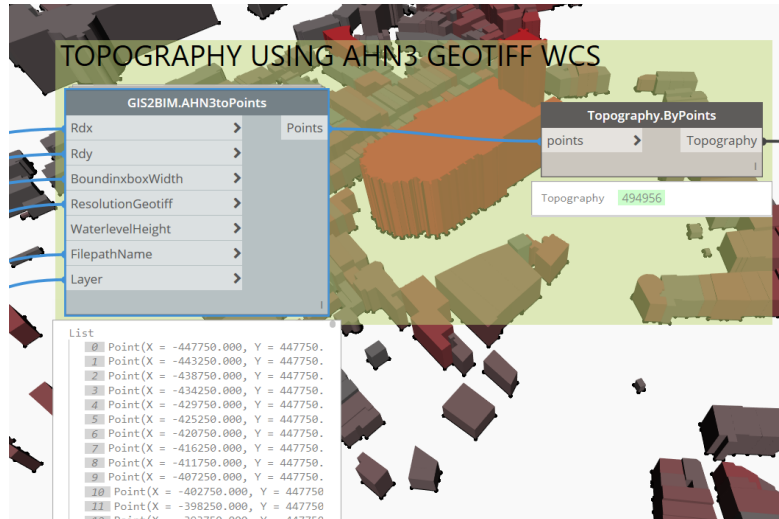 TOPOGRAPHY USING AHN3 GEOTIFF WCS
GIS2BIM.AHN3toPoints
Rdx > Points
Rdy >
BoundinxboxWidth >
ResolutionGeotiff >
WaterlevelHeight >
FilepathName >
Layer >
l
Topography.ByPoints
points > Topography
l
Topography 494956
List
0 Point(X = -447750.000, Y = 447750.
1 Point(X = -443250.000, Y = 447750.
2 Point(X = -438750.000, Y = 447750.
3 Point(X = -434250.000, Y = 447750.
4 Point(X = -429750.000, Y = 447750.
5 Point(X = -425250.000, Y = 447750.
6 Point(X = -420750.000, Y = 447750.
7 Point(X = -416250.000, Y = 447750.
8 Point(X = -411750.000, Y = 447750.
9 Point(X = -407250.000, Y = 447750.
10 Point(X = -402750.000, Y = 447750
11 Point(X = -398250.000, Y = 447750